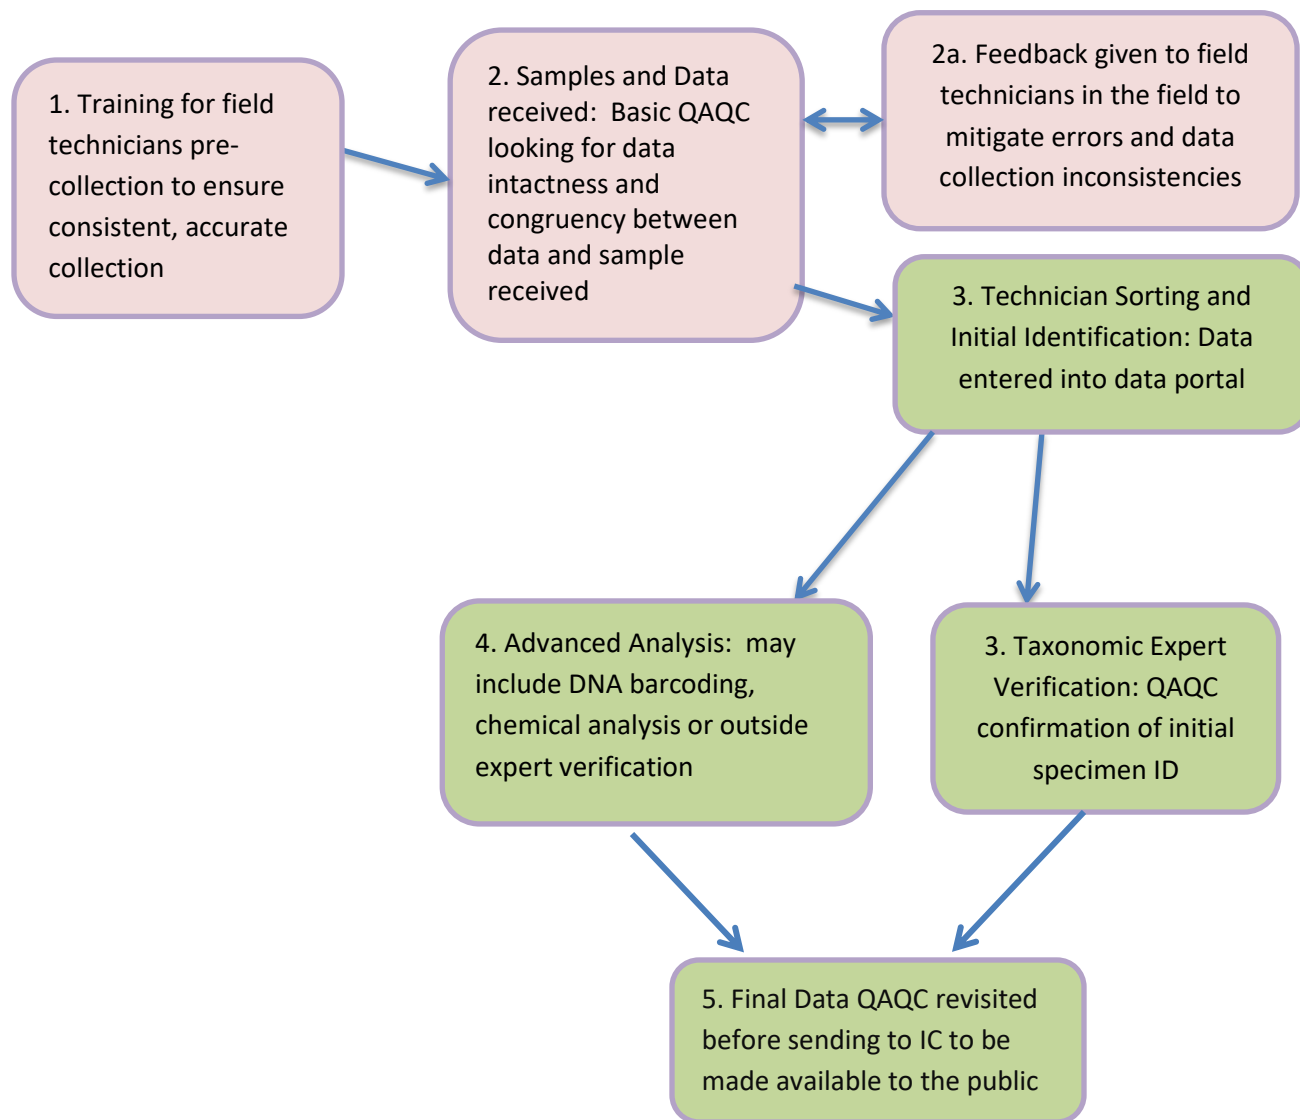 1. Training for field
technicians pre-
collection to ensure
consistent, accurate
collection
2. Samples and Data
received:  Basic QAQC
looking for data
intactness and
congruency between
data and sample
received
2a. Feedback given to field
technicians in the field to
mitigate errors and data
collection inconsistencies
3. Technician Sorting and
Initial Identification: Data
entered into data portal
4. Advanced Analysis:  may
include DNA barcoding,
chemical analysis or outside
expert verification
3. Taxonomic Expert
Verification: QAQC
confirmation of initial
specimen ID
5. Final Data QAQC revisited
before sending to IC to be
made available to the public